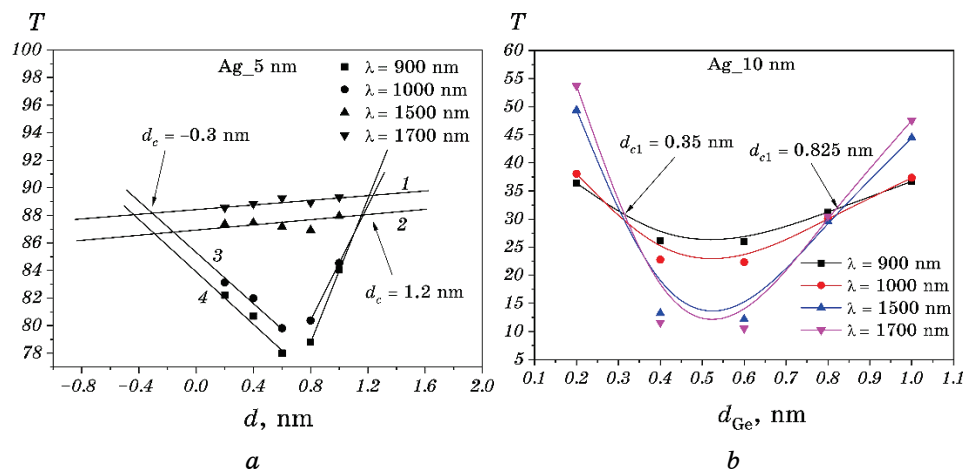 T
Ag_5 nm
λ = 900 nm
λ = 1000 nm
λ = 1500 nm
λ = 1700 nm
d_c = –0.3 nm
d_c = 1.2 nm
1
2
3
4
100
98
96
94
92
90
88
86
84
82
80
78
–0.8 –0.4 0.0 0.4 0.8 1.2 1.6 2.0
d, nm
a
T
Ag_10 nm
d_c1 = 0.35 nm
d_c1 = 0.825 nm
λ = 900 nm
λ = 1000 nm
λ = 1500 nm
λ = 1700 nm
60
55
50
45
40
35
30
25
20
15
10
5
0.1 0.2 0.3 0.4 0.5 0.6 0.7 0.8 0.9 1.0 1.1
d_Ge, nm
b